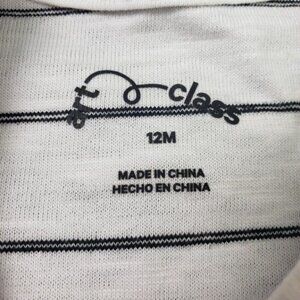 art class
12M
MADE IN CHINA
HECHO EN CHINA